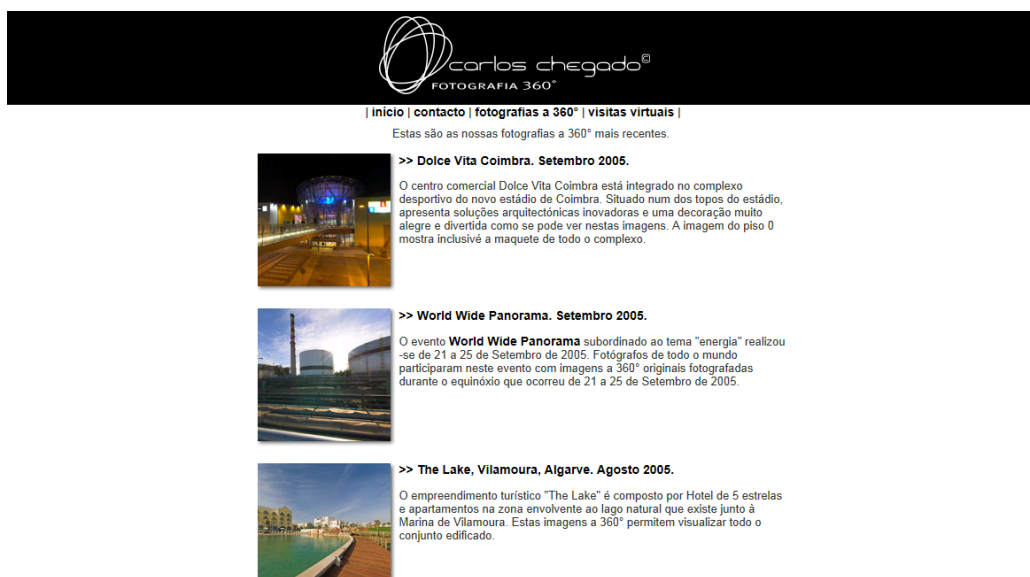 carlos chegado©
FOTOGRAFIA 360°
| início | contacto | fotografias a 360° | visitas virtuais |
Estas são as nossas fotografias a 360° mais recentes.
>> Dolce Vita Coimbra. Setembro 2005.
O centro comercial Dolce Vita Coimbra está integrado no complexo
desportivo do novo estádio de Coimbra. Situado num dos topos do estádio,
apresenta soluções arquitectónicas inovadoras e uma decoração muito
alegre e divertida como se pode ver nestas imagens. A imagem do piso 0
mostra inclusivé a maquete de todo o complexo.
>> World Wide Panorama. Setembro 2005.
O evento World Wide Panorama subordinado ao tema "energia" realizou
-se de 21 a 25 de Setembro de 2005. Fotógrafos de todo o mundo
participaram neste evento com imagens a 360° originais fotografadas
durante o equinóxio que ocorreu de 21 a 25 de Setembro de 2005.
>> The Lake, Vilamoura, Algarve. Agosto 2005.
O empreendimento turístico "The Lake" é composto por Hotel de 5 estrelas
e apartamentos na zona envolvente ao lago natural que existe junto à
Marina de Vilamoura. Estas imagens a 360° permitem visualizar todo o
conjunto edificado.